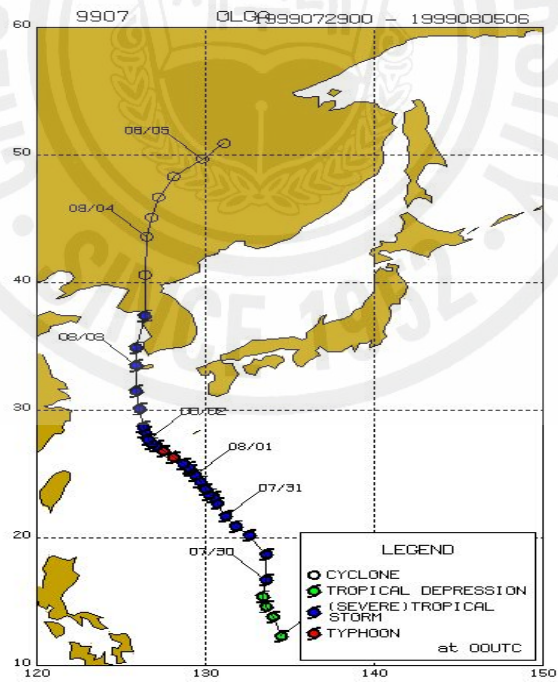 9907 OLGA 1999072900 - 1999080506
60
08/05
50
08/04
40
08/03
30
08/02
08/01
07/31
20
07/30
LEGEND
CYCLONE
TROPICAL DEPRESSION
(SEVERE)TROPICAL
STORM
TYPHOON
at 00UTC
10
120 130 140 150
SINCE 1952